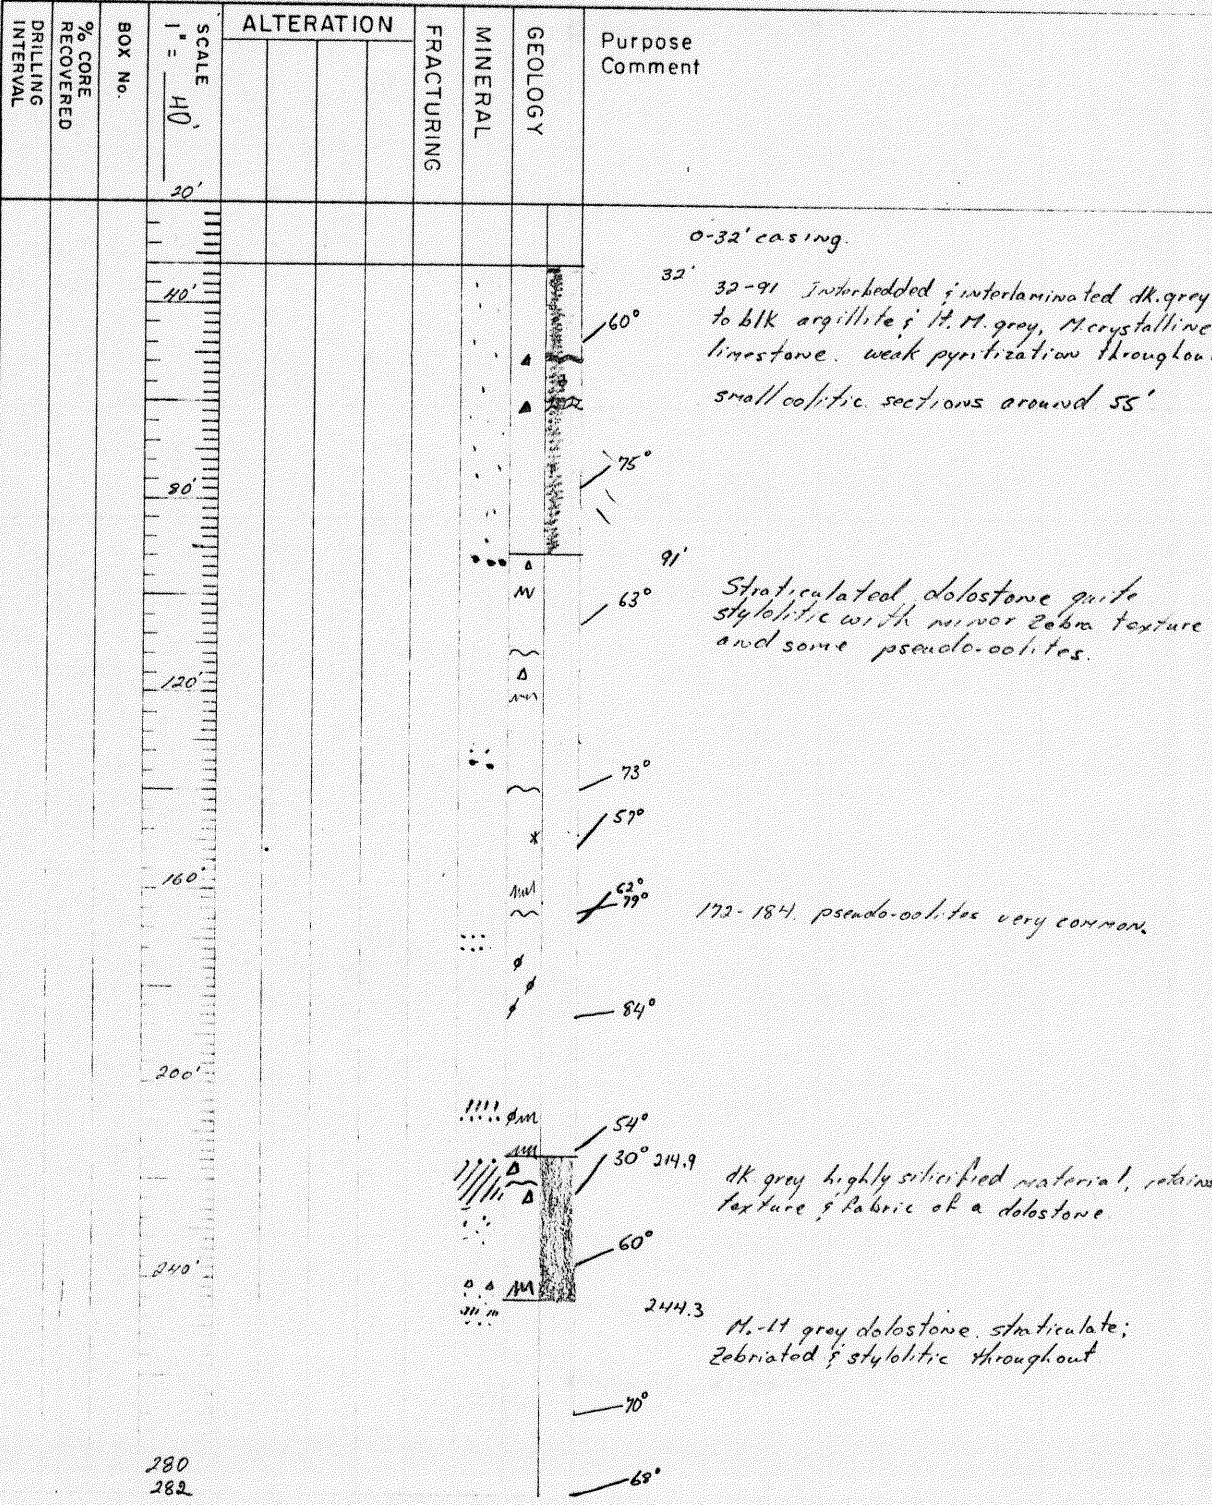 DRILLING INTERVAL
% CORE RECOVERED
BOX No.
SCALE
1" = 40'
ALTERATION
FRACTURING
MINERAL
GEOLOGY
Purpose
Comment
20'
0-32' casing.
32'
40'
32-91 Interbedded & interlaminated dk. grey
to blk argillite & lt. M. grey, M. crystalline
60°
limestone. weak pyritization throughou
small oolitic sections around 55'
75°
80'
91'
63°
Straticulated dolostone quite
stylolitic with minor Zebra texture
and some pseudo-oolites.
120'
73°
57°
160'
62°
79°
172-184. pseudo-oolites very common.
84°
200'
54°
30° 214.9
dk grey highly silicified material, retains
texture & fabric of a dolostone
60°
240'
244.3
M.-lt grey dolostone. straticulate;
Zebriated & stylolitic throughout
70°
280
282
68°